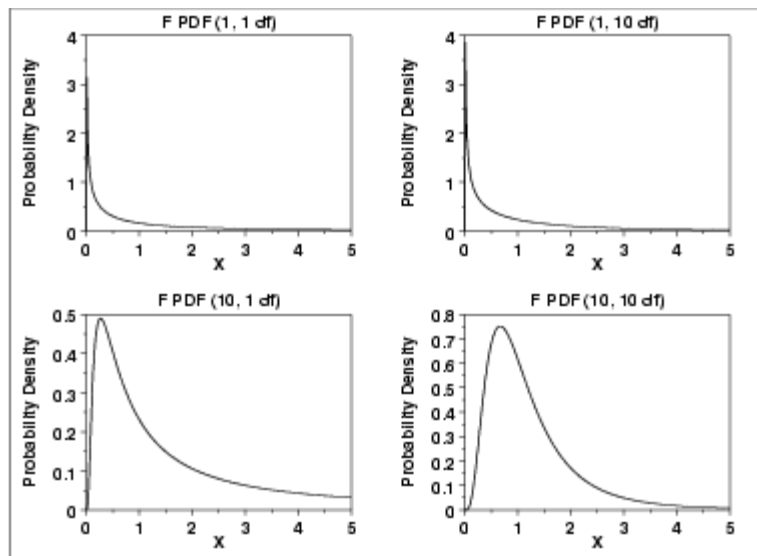 F PDF (1, 1 df)
Probability Density
4
3
2
1
0
0 1 2 3 4 5
X
F PDF (1, 10 df)
Probability Density
4
3
2
1
0
0 1 2 3 4 5
X
F PDF (10, 1 df)
Probability Density
0.5
0.4
0.3
0.2
0.1
0
0 1 2 3 4 5
X
F PDF (10, 10 df)
Probability Density
0.8
0.7
0.6
0.5
0.4
0.3
0.2
0.1
0
0 1 2 3 4 5
X